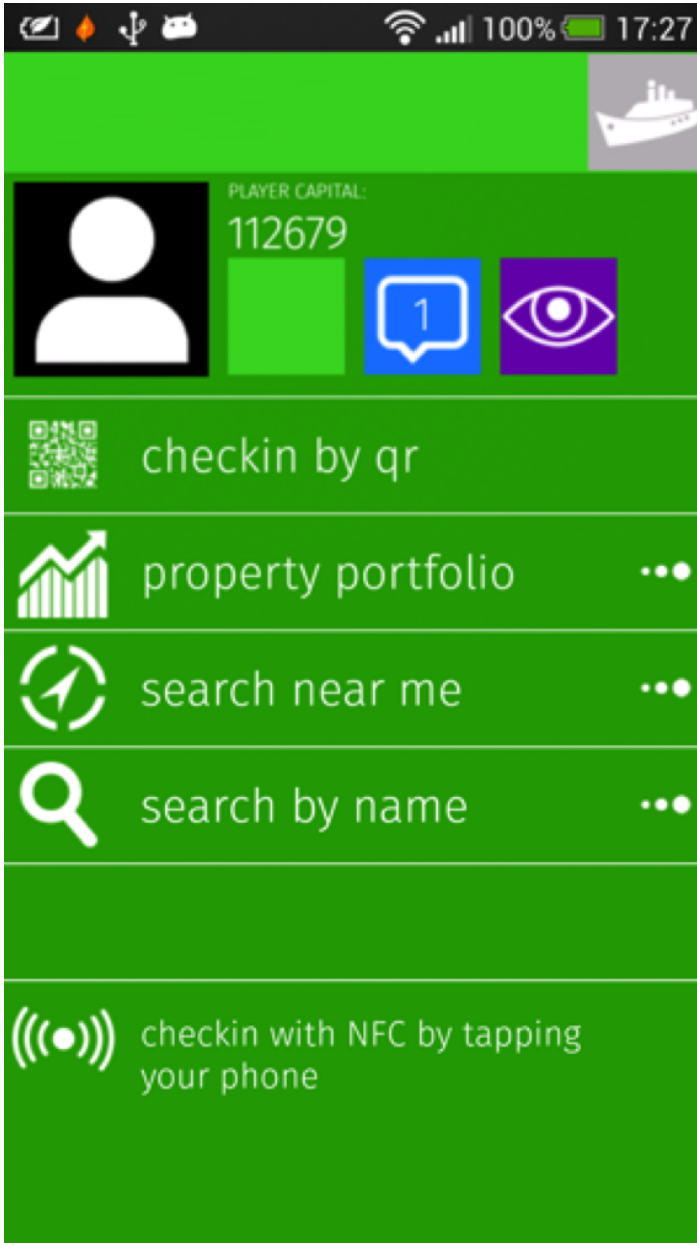 100% 17:27
PLAYER CAPITAL:
112679
1
checkin by qr
property portfolio
search near me
search by name
checkin with NFC by tapping
your phone